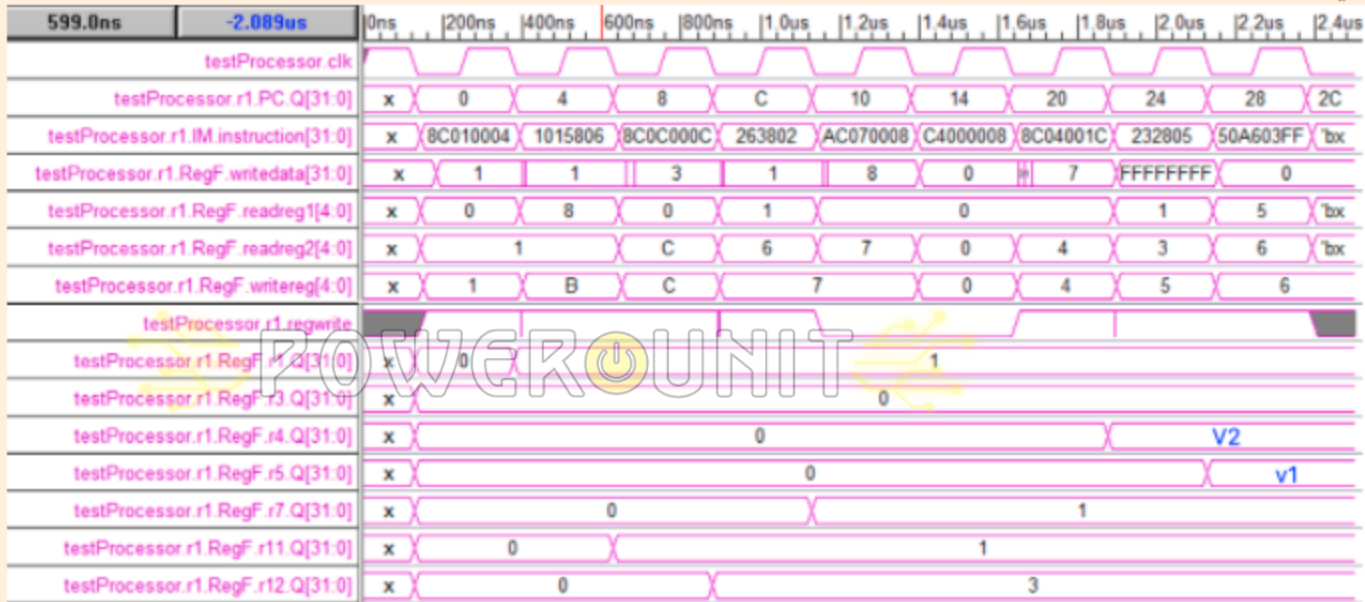 599.0ns -2.089us 0ns 200ns 400ns 600ns 800ns 1.0us 1.2us 1.4us 1.6us 1.8us 2.0us 2.2us 2.4us
testProcessor.clk
testProcessor.r1.PC.Q[31:0] x 0 4 8 C 10 14 20 24 28 2C
testProcessor.r1.IM.instruction[31:0] x 8C010004 1015806 8C0C000C 263802 AC070008 C4000008 8C04001C 232805 50A603FF 'bx
testProcessor.r1.RegF.writedata[31:0] x 1 1 3 1 8 0 7 FFFFFFFF 0
testProcessor.r1.RegF.readreg1[4:0] x 0 8 0 1 0 1 5 'bx
testProcessor.r1.RegF.readreg2[4:0] x 1 C 6 7 0 4 3 6 'bx
testProcessor.r1.RegF.writereg[4:0] x 1 B C 7 0 4 5 6
testProcessor.r1.regwrite
POWERUNIT
testProcessor.r1.RegF.r1.Q[31:0] x 0 1
testProcessor.r1.RegF.r3.Q[31:0] x 0
testProcessor.r1.RegF.r4.Q[31:0] x 0 V2
testProcessor.r1.RegF.r5.Q[31:0] x 0 v1
testProcessor.r1.RegF.r7.Q[31:0] x 0 1
testProcessor.r1.RegF.r11.Q[31:0] x 0 1
testProcessor.r1.RegF.r12.Q[31:0] x 0 3